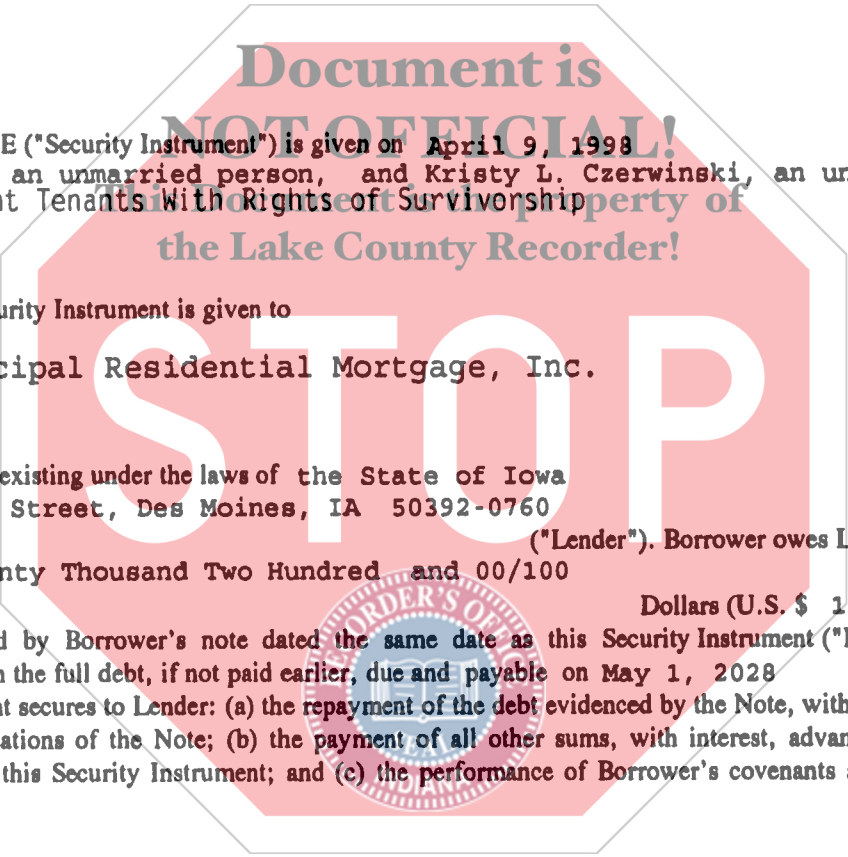 Document is
NOT OFFICIAL!
E ("Security Instrument") is given on April 9, 1998
an unmarried person, and Kristy L. Czerwinski, an un
t Tenants With Rights of Survivorship
This Document is the property of
the Lake County Recorder!
urity Instrument is given to
cipal Residential Mortgage, Inc.
STOP
existing under the laws of the State of Iowa
Street, Des Moines, IA 50392-0760
("Lender"). Borrower owes L
nty Thousand Two Hundred and 00/100
Dollars (U.S. $ 1
d by Borrower's note dated the same date as this Security Instrument ("
n the full debt, if not paid earlier, due and payable on May 1, 2028
nt secures to Lender: (a) the repayment of the debt evidenced by the Note, with
ations of the Note; (b) the payment of all other sums, with interest, advan
this Security Instrument; and (c) the performance of Borrower's covenants a
RECORDER'S OFFICE
SEAL
INDIANA